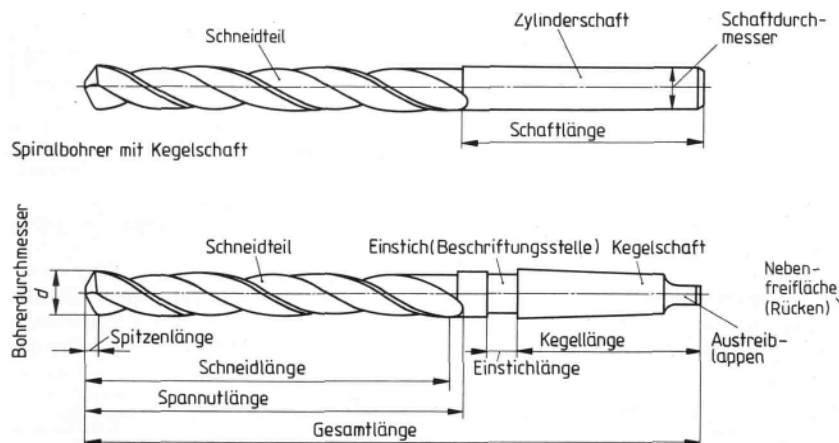 Schneidteil
Zylinderschaft
Schaftdurch-
messer
Schaftlänge
Spiralbohrer mit Kegelschaft
Bohrerdurchmesser
d
Schneidteil
Einstich (Beschriftungsstelle)
Kegelschaft
Neben-
freifläche
(Rücken)
Spitzenlänge
Kegellänge
Austreib-
lappen
Schneidlänge
Einstichlänge
Spannutlänge
Gesamtlänge